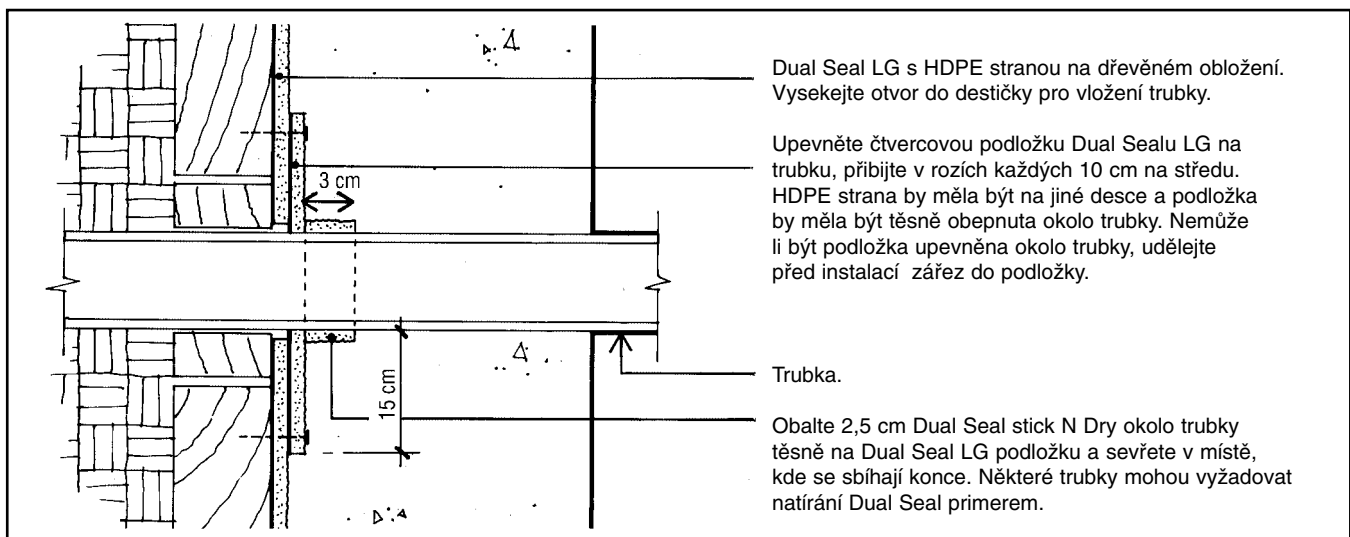 Dual Seal LG s HDPE stranou na dřevěném obložení.
Vysekejte otvor do destičky pro vložení trubky.
Upevněte čtvercovou podložku Dual Sealu LG na
trubku, přibijte v rozích každých 10 cm na středu.
HDPE strana by měla být na jiné desce a podložka
by měla být těsně obepnuta okolo trubky. Nemůže
li být podložka upevněna okolo trubky, udělejte
před instalací zářez do podložky.
3 cm
15 cm
Trubka.
Obalte 2,5 cm Dual Seal stick N Dry okolo trubky
těsně na Dual Seal LG podložku a sevřete v místě,
kde se sbíhají konce. Některé trubky mohou vyžadovat
natírání Dual Seal primerem.